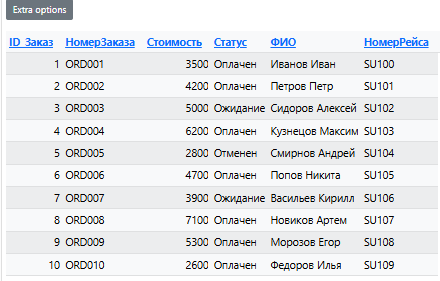 Extra options
ID_Заказ НомерЗаказа Стоимость Статус ФИО НомерРейса
1 ORD001 3500 Оплачен Иванов Иван SU100
2 ORD002 4200 Оплачен Петров Петр SU101
3 ORD003 5000 Ожидание Сидоров Алексей SU102
4 ORD004 6200 Оплачен Кузнецов Максим SU103
5 ORD005 2800 Отменен Смирнов Андрей SU104
6 ORD006 4700 Оплачен Попов Никита SU105
7 ORD007 3900 Ожидание Васильев Кирилл SU106
8 ORD008 7100 Оплачен Новиков Артем SU107
9 ORD009 5300 Оплачен Морозов Егор SU108
10 ORD010 2600 Оплачен Федоров Илья SU109